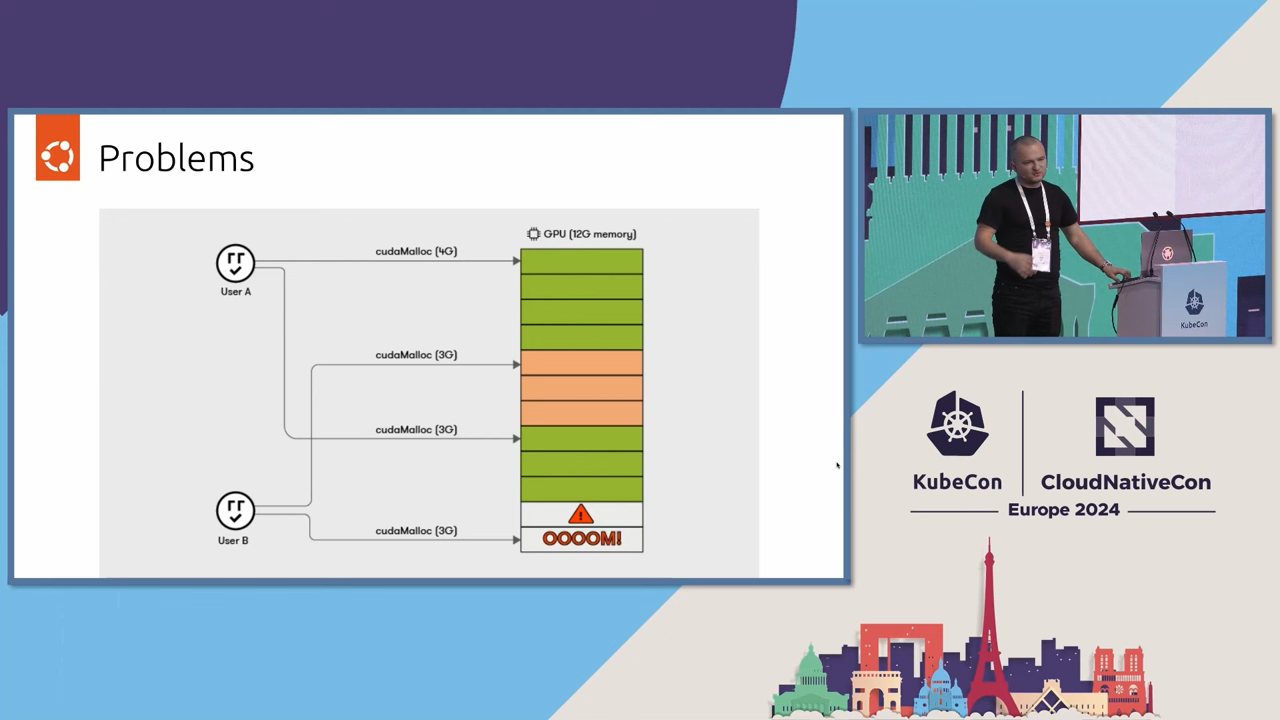 Problems
GPU (12G memory)
cudaMalloc (4G)
User A
cudaMalloc (3G)
cudaMalloc (3G)
User B
cudaMalloc (3G)
OOOOM!
KubeCon
KubeCon
CloudNativeCon
Europe 2024